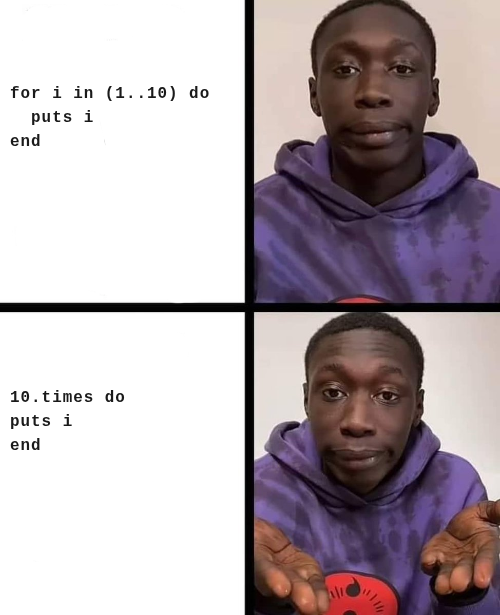 for i in (1..10) do
  puts i
end
10.times do
puts i
end